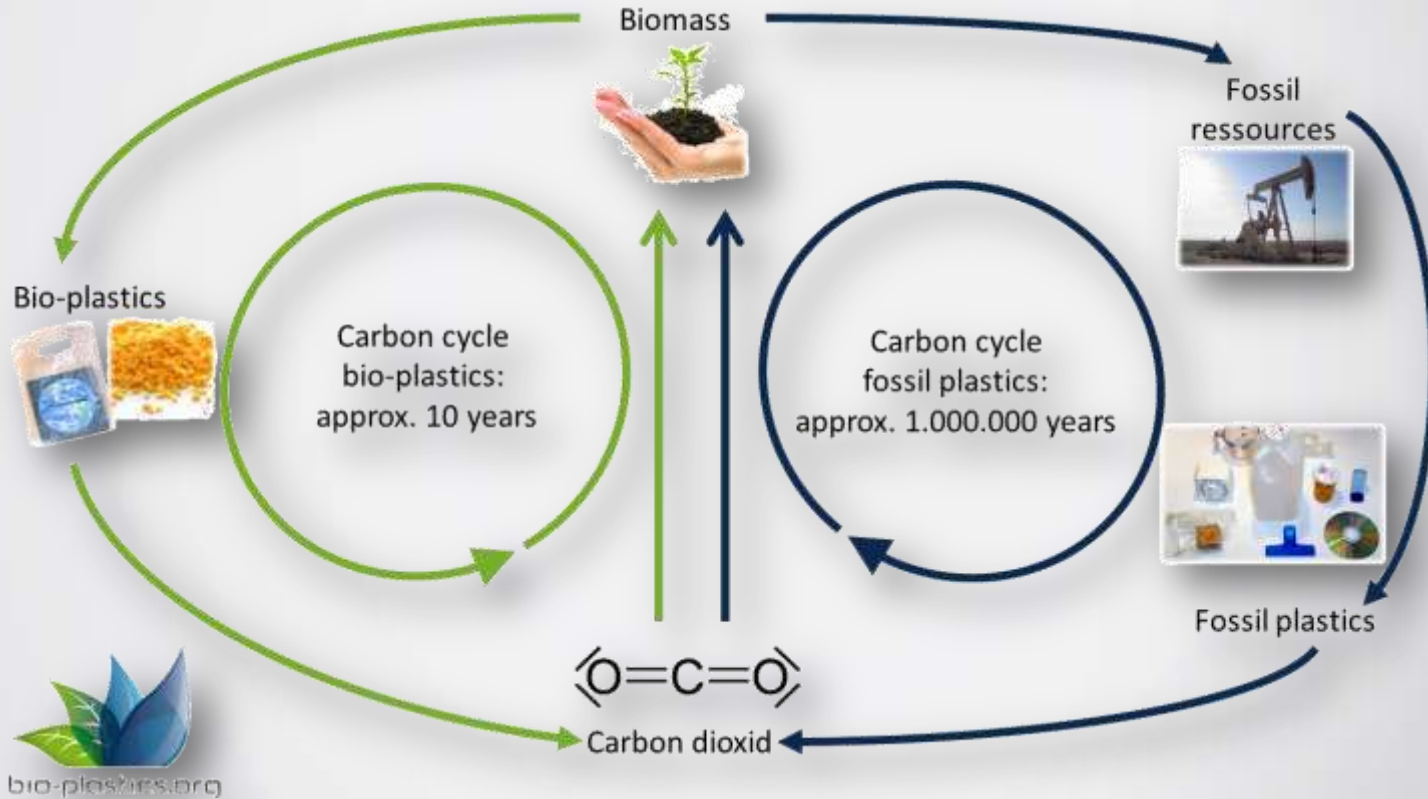 Biomass
Fossil
ressources
Bio-plastics
Carbon cycle
bio-plastics:
approx. 10 years
Carbon cycle
fossil plastics:
approx. 1.000.000 years
Fossil plastics
O=C=O
Carbon dioxid
bio-plastics.org